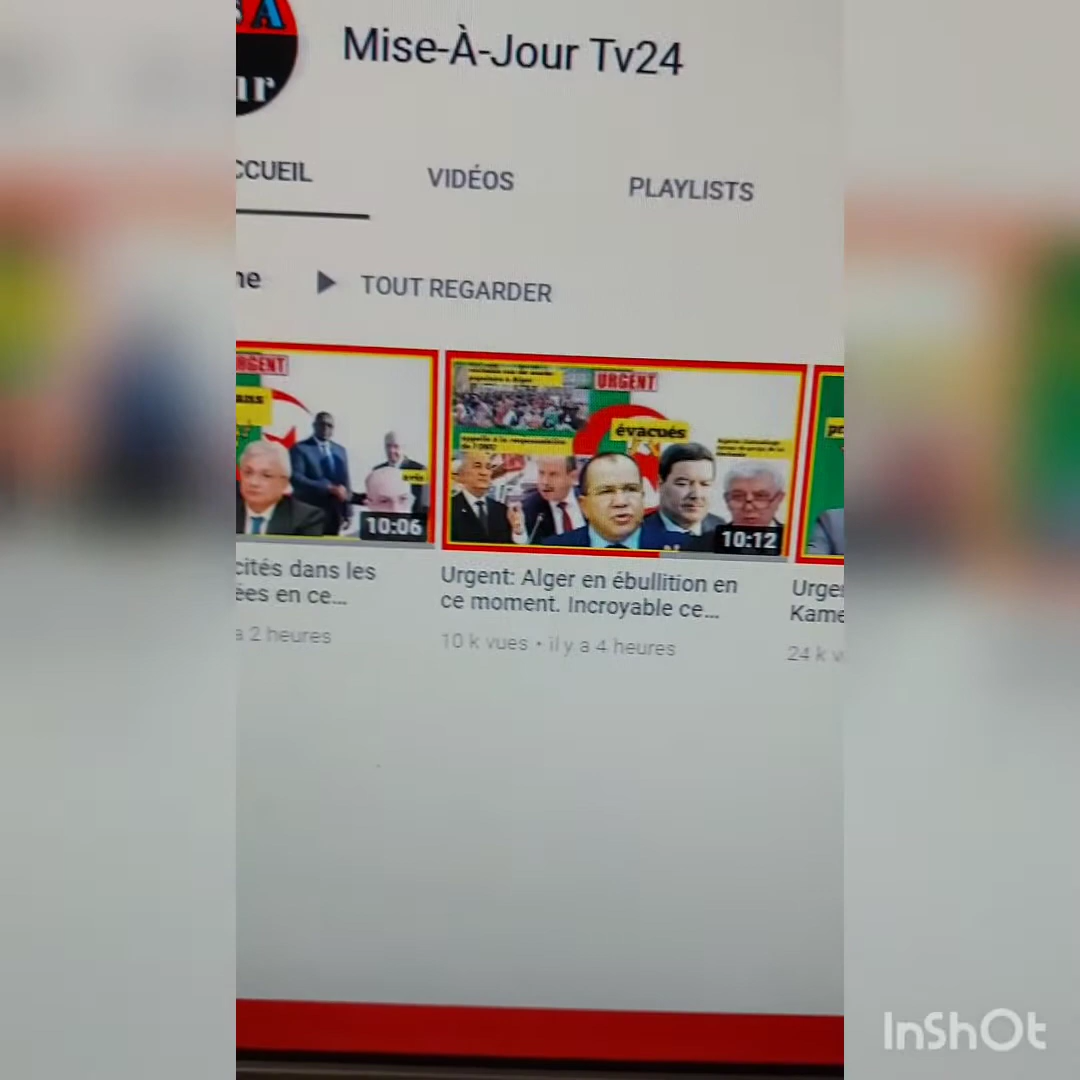 A
ur
Mise-À-Jour Tv24
CCUEIL
VIDÉOS
PLAYLISTS
ne
TOUT REGARDER
URGENT
10:06
URGENT
évacués
10:12
cités dans les
ées en ce...
a 2 heures
Urgent: Alger en ébullition en
ce moment. Incroyable ce...
10 k vues • il y a 4 heures
Urge
Kame
24 k v
InShOt